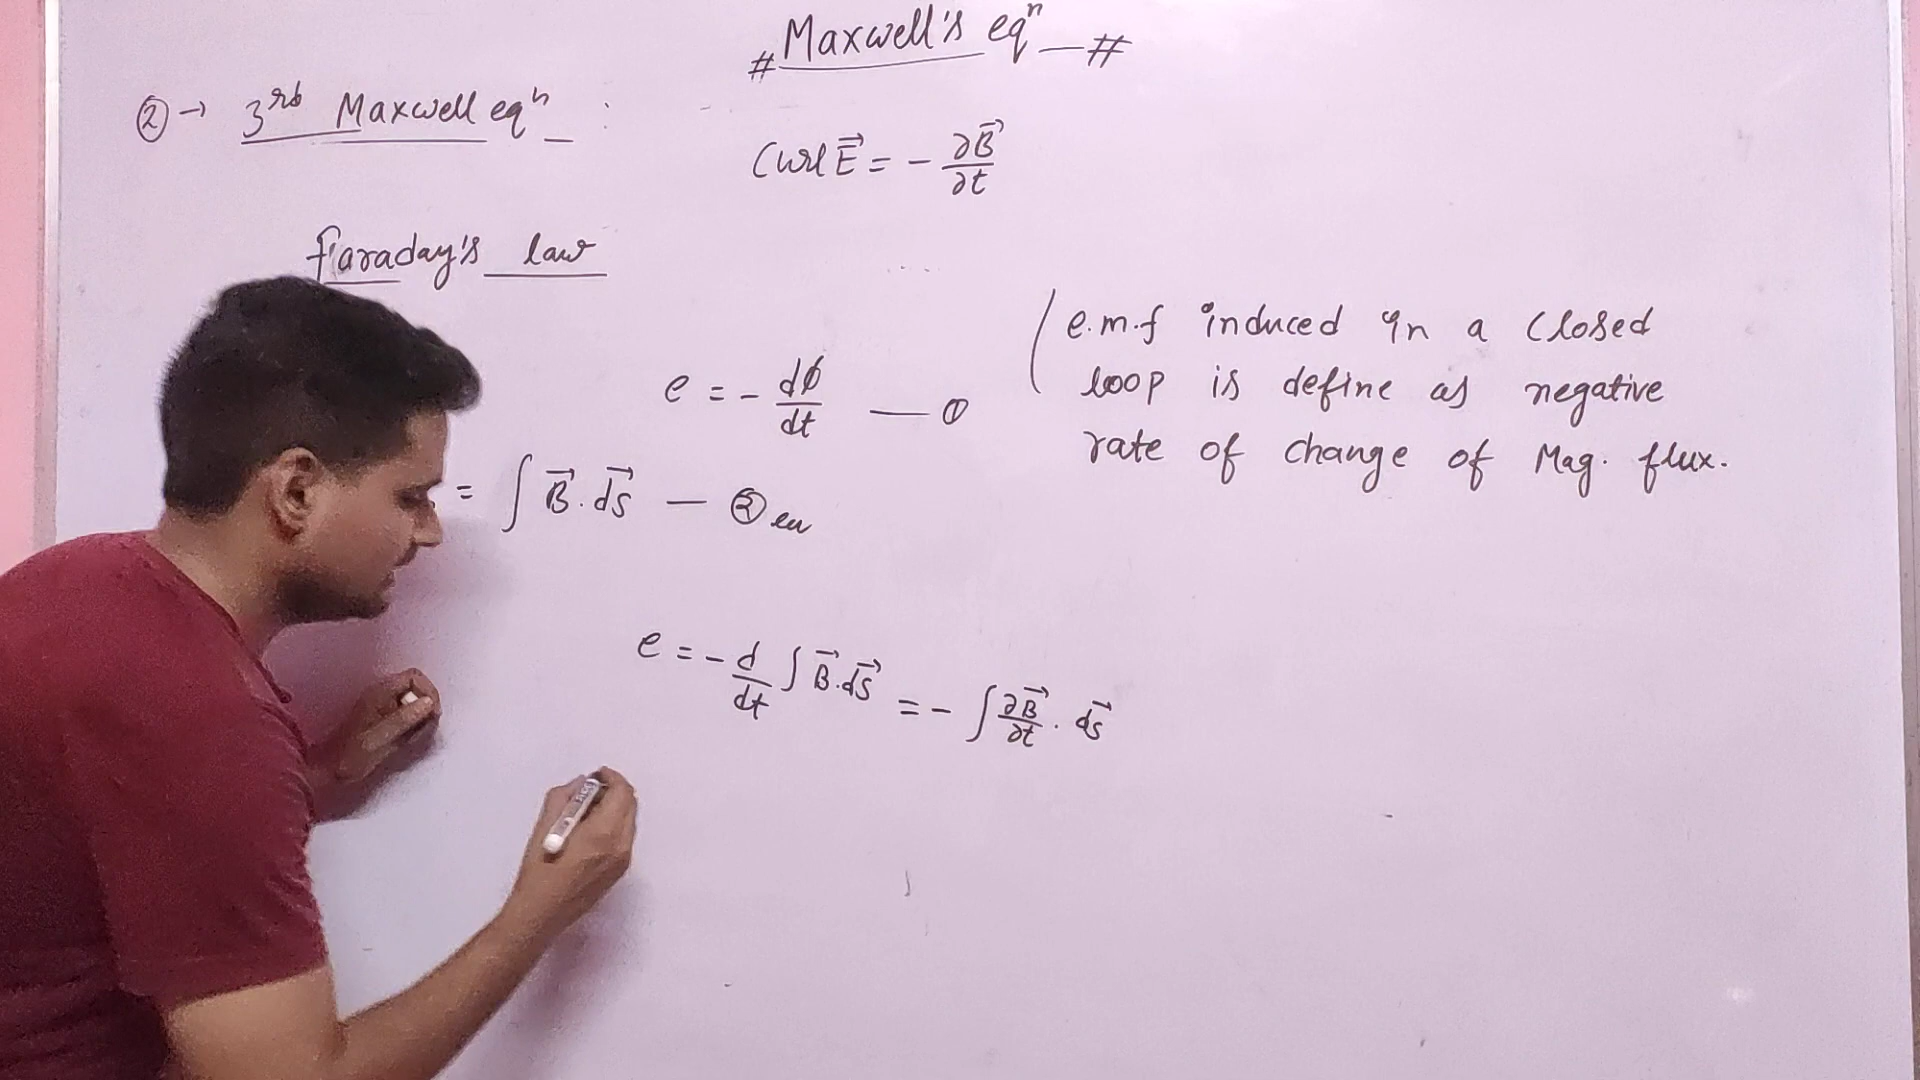 # Maxwell's eqⁿ —#
② → 3ʳᵈ Maxwell eqⁿ — :
Curl E⃗ = - ∂B⃗/∂t
faraday's law
e = - dϕ/dt — ①
(e.m.f induced in a closed
loop is define as negative
rate of change of Mag. flux.
= ∫ B⃗ . dS⃗ — ②
e = - d/dt ∫ B⃗ . dS⃗ = - ∫ ∂B⃗/∂t . dS⃗